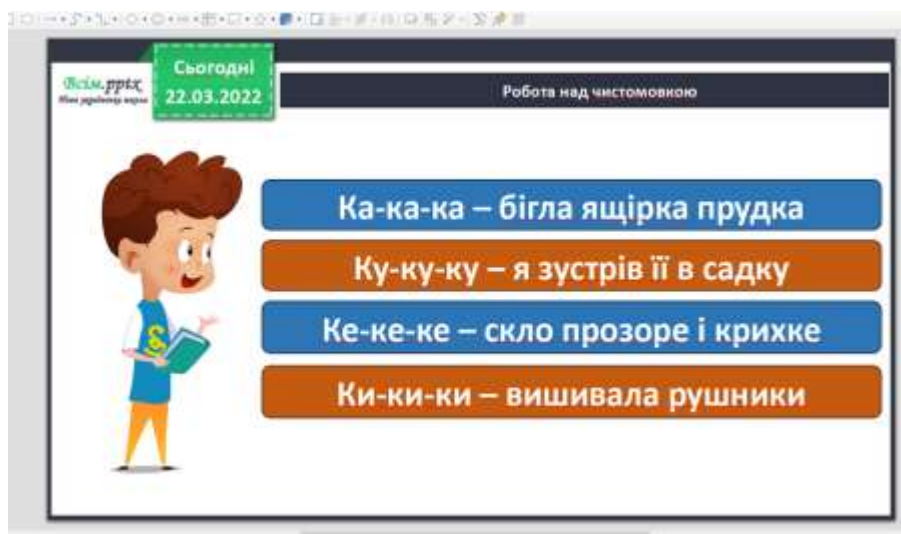 Всім.pptx
Сьогодні
22.03.2022
Робота над чистомовкою
Ка-ка-ка – бігла ящірка прудка
Ку-ку-ку – я зустрів її в садку
Ке-ке-ке – скло прозоре і крихке
Ки-ки-ки – вишивала рушники